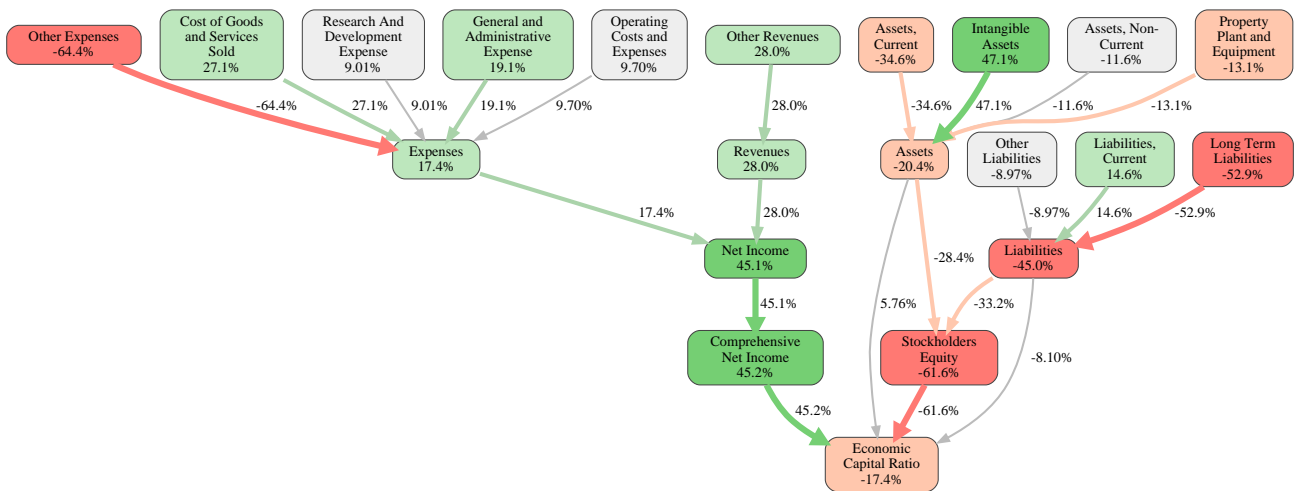 Other Expenses
-64.4%
Cost of Goods
and Services
Sold
27.1%
Research And
Development
Expense
9.01%
General and
Administrative
Expense
19.1%
Operating
Costs and
Expenses
9.70%
Other Revenues
28.0%
Assets,
Current
-34.6%
Intangible
Assets
47.1%
Assets, Non-
Current
-11.6%
Property
Plant and
Equipment
-13.1%
-64.4%
27.1%
9.01%
19.1%
9.70%
28.0%
-34.6%
47.1%
-11.6%
-13.1%
Expenses
17.4%
Revenues
28.0%
Assets
-20.4%
Other
Liabilities
-8.97%
Liabilities,
Current
14.6%
Long Term
Liabilities
-52.9%
17.4%
28.0%
-8.97%
14.6%
-52.9%
Net Income
45.1%
-28.4%
Liabilities
-45.0%
45.1%
5.76%
-33.2%
Comprehensive
Net Income
45.2%
Stockholders
Equity
-61.6%
-8.10%
45.2%
-61.6%
Economic
Capital Ratio
-17.4%